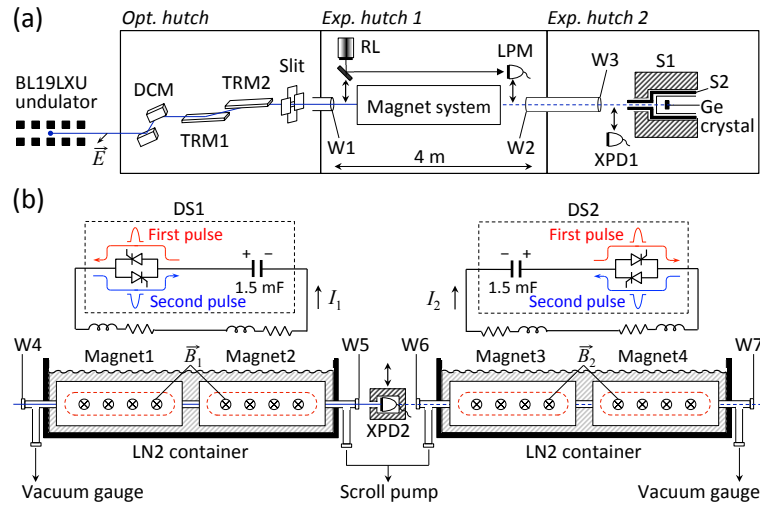 (a)
Opt. hutch
Exp. hutch 1
Exp. hutch 2
BL19LXU
undulator
E
DCM
TRM1
TRM2
Slit
RL
LPM
W1
Magnet system
W2
4 m
W3
S1
S2
Ge
crystal
XPD1
(b)
DS1
First pulse
Second pulse
+ −
1.5 mF
I1
DS2
First pulse
Second pulse
− +
1.5 mF
I2
W4
Magnet1
B1
Magnet2
W5
W6
Magnet3
B2
Magnet4
W7
XPD2
LN2 container
LN2 container
Vacuum gauge
Scroll pump
Vacuum gauge